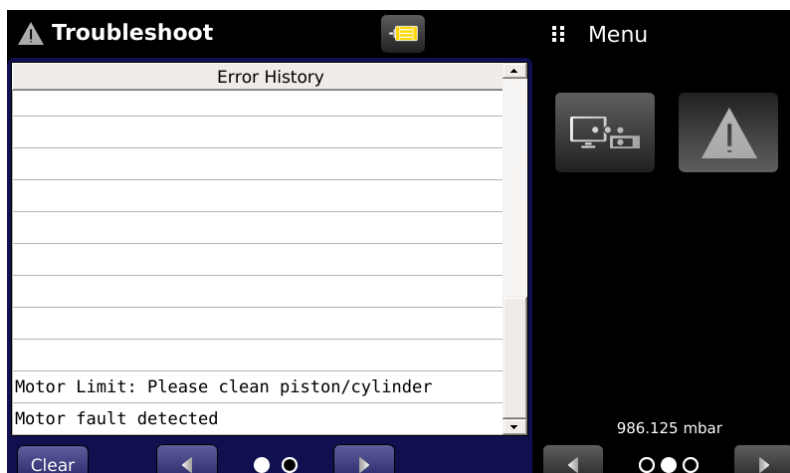 Troubleshoot
Menu
Error History
Motor Limit: Please clean piston/cylinder
Motor fault detected
986.125 mbar
Clear